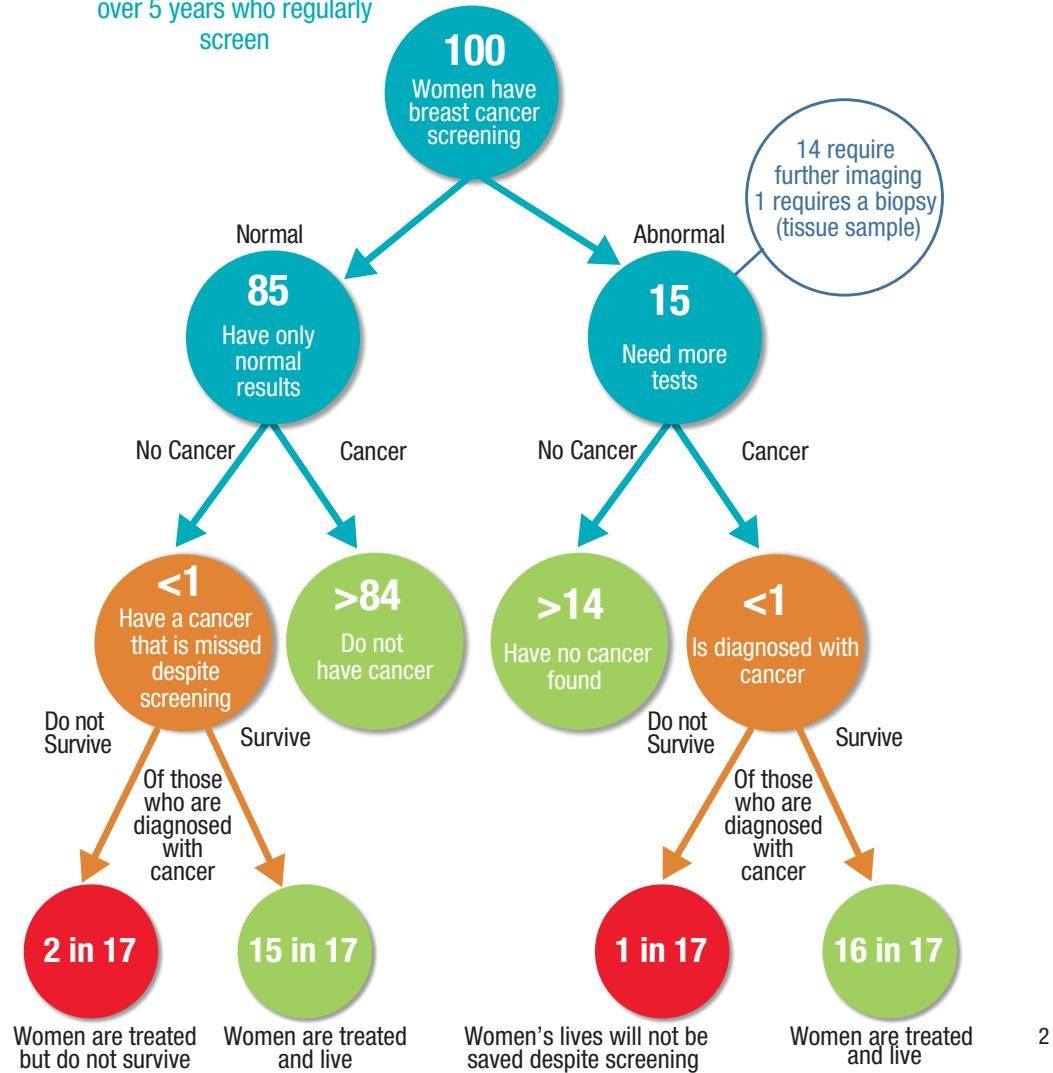 over 5 years who regularly
screen
100
Women have
breast cancer
screening
14 require
further imaging
1 requires a biopsy
(tissue sample)
Normal
Abnormal
85
Have only
normal
results
15
Need more
tests
No Cancer
Cancer
No Cancer
Cancer
<1
Have a cancer
that is missed
despite
screening
>84
Do not
have cancer
>14
Have no cancer
found
<1
Is diagnosed with
cancer
Do not
Survive
Survive
Of those
who are
diagnosed
with
cancer
Do not
Survive
Survive
Of those
who are
diagnosed
with
cancer
2 in 17
15 in 17
1 in 17
16 in 17
Women are treated
but do not survive
Women are treated
and live
Women's lives will not be
saved despite screening
Women are treated
and live
2